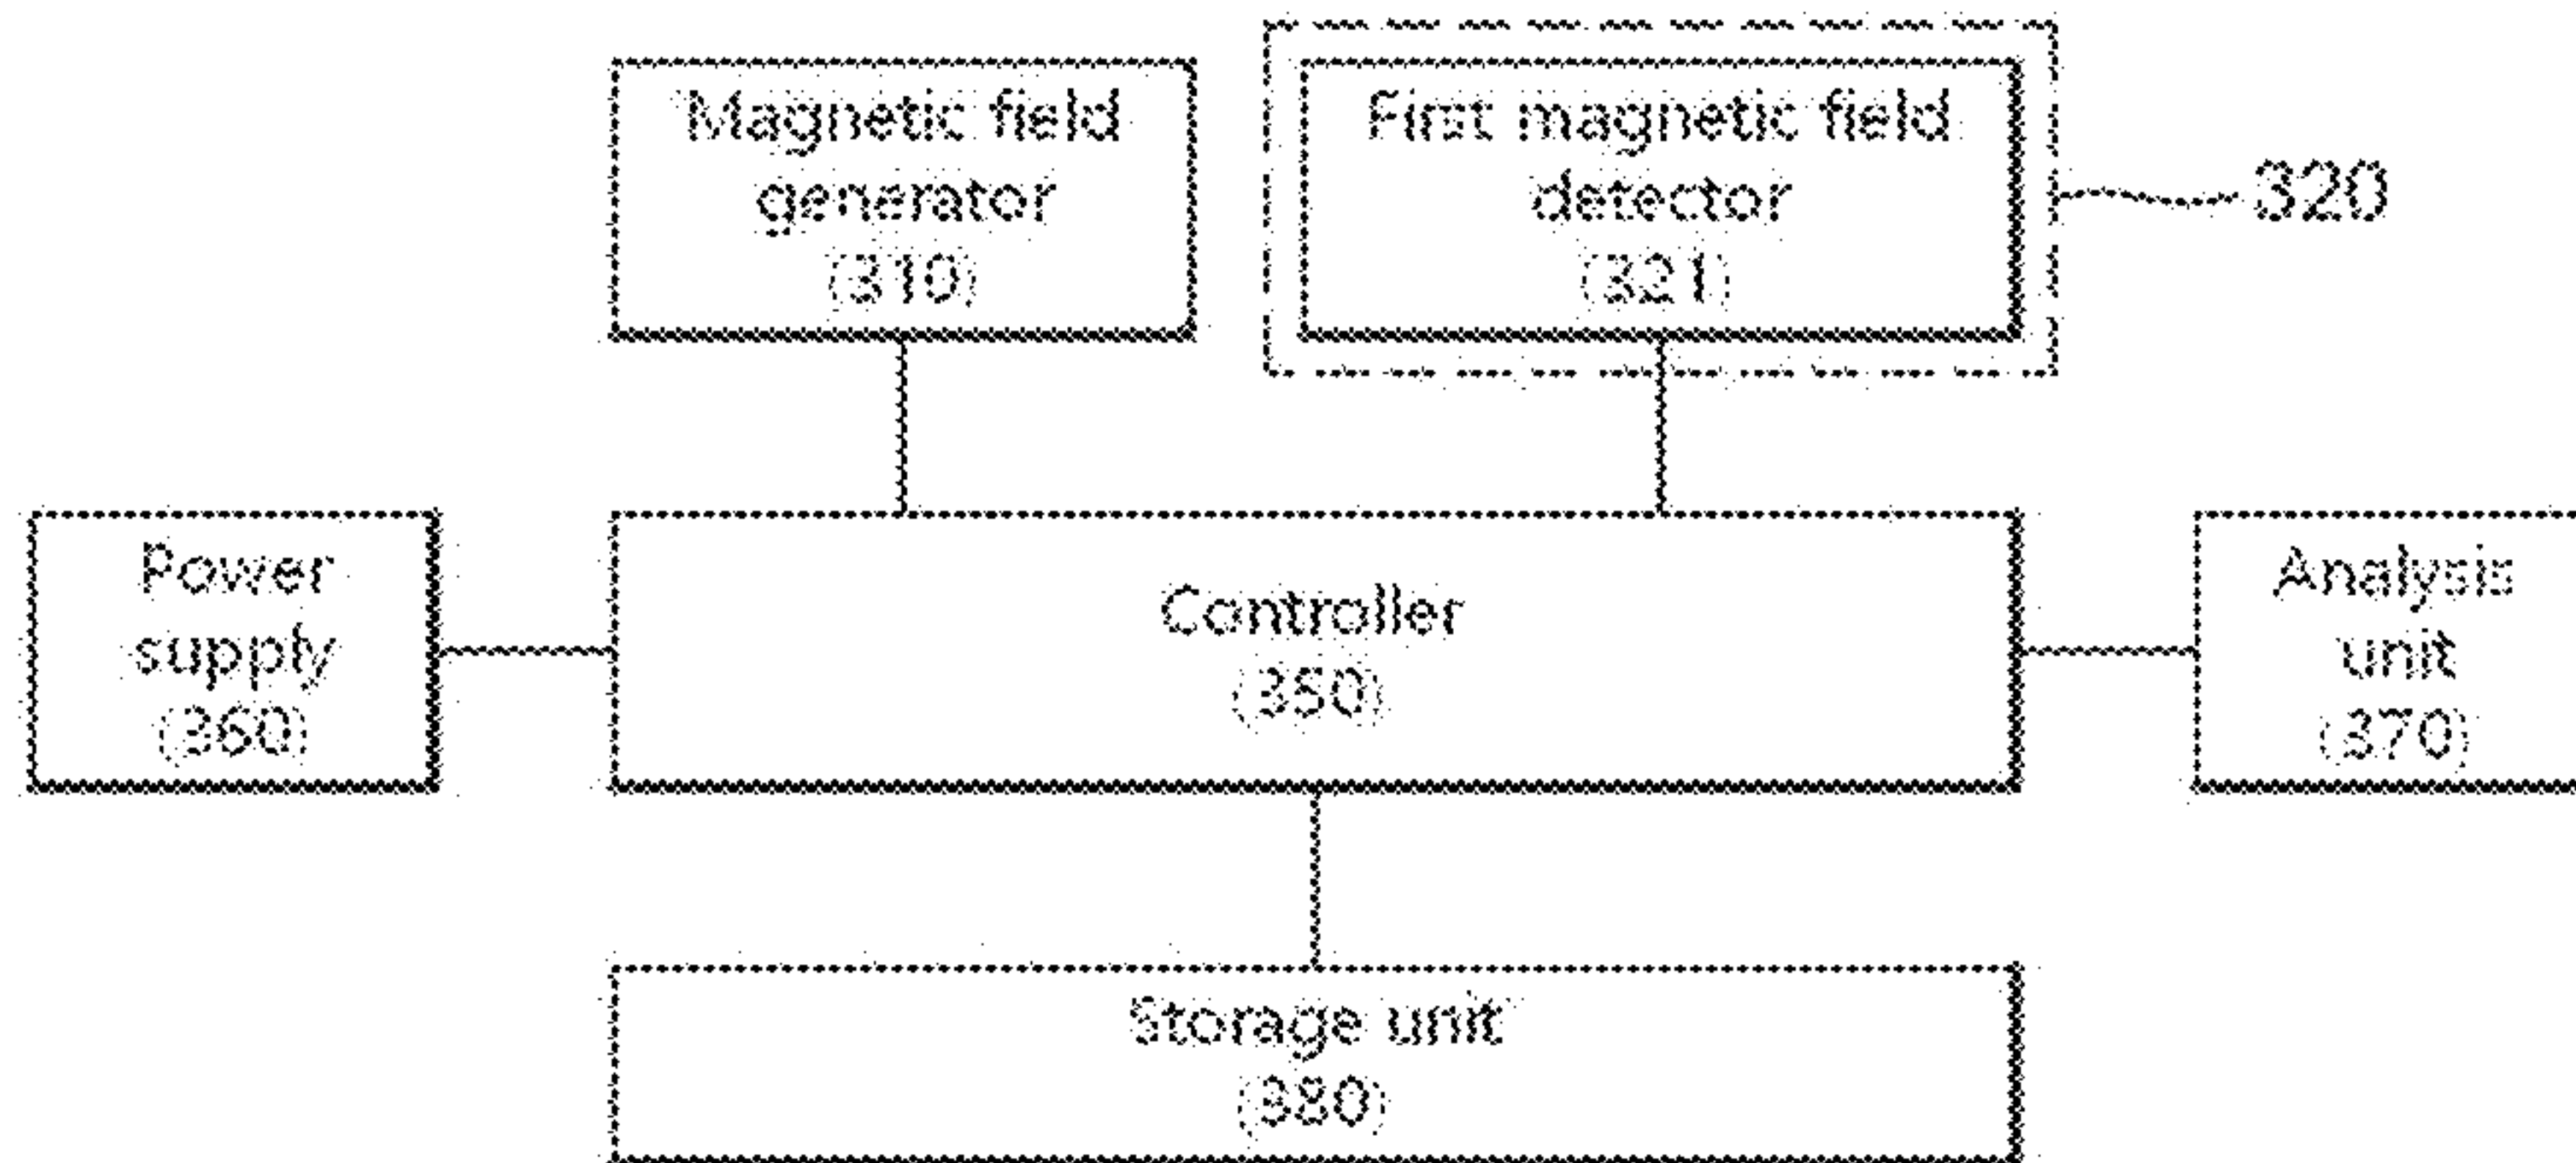 Magnetic field
generator
(310)
First magnetic field
detector
(321)
320
Power
supply
(360)
Controller
(350)
Analysis
unit
(370)
Storage unit
(380)